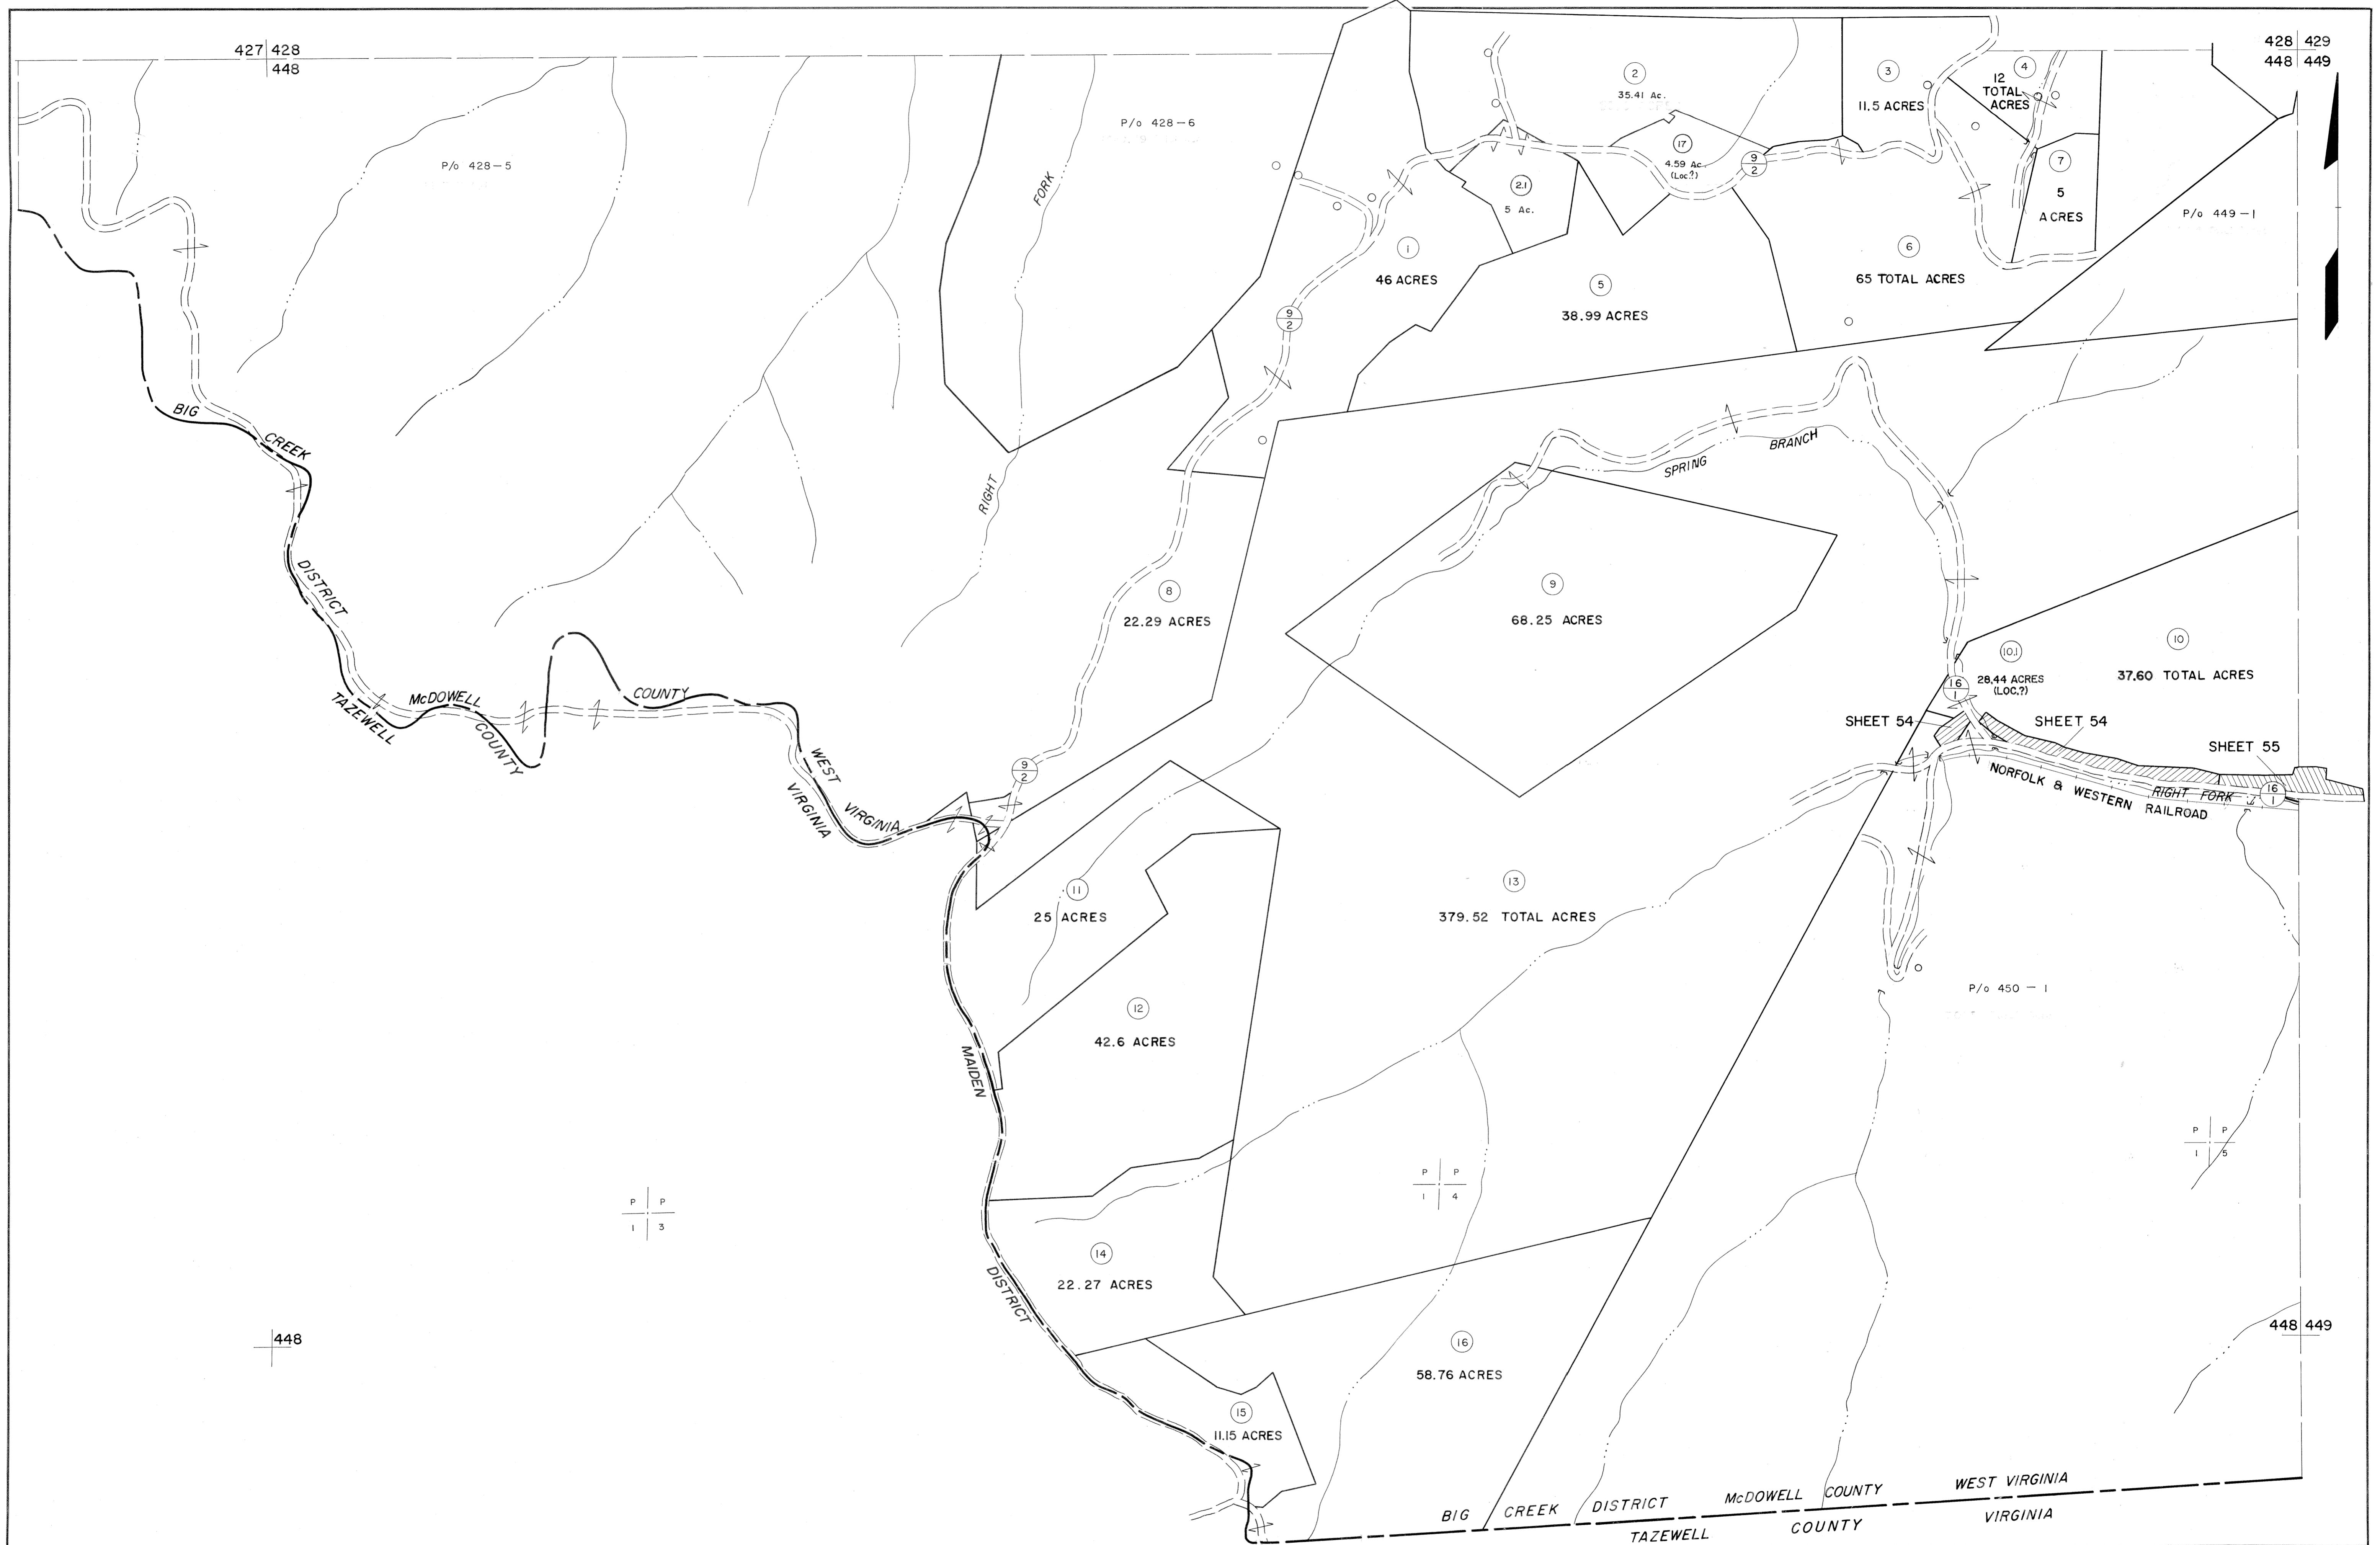 427 428
448
428 429
448 449
P/o 428-5
P/o 428-6
FORK
RIGHT
2
35.41 Ac.
3
11.5 ACRES
4
12
TOTAL
ACRES
17
4.59 Ac.
(Loc.?)
9
2
2.1
5 Ac.
7
5
ACRES
P/o 449-1
1
46 ACRES
5
38.99 ACRES
6
65 TOTAL ACRES
9
2
BIG
CREEK
DISTRICT
McDOWELL
COUNTY
WEST
VIRGINIA
TAZEWELL
COUNTY
VIRGINIA
SPRING
BRANCH
8
22.29 ACRES
9
68.25 ACRES
10
37.60 TOTAL ACRES
10.1
28.44 ACRES
(LOC.?)
16
1
SHEET 54
SHEET 54
SHEET 55
NORFOLK & WESTERN RAILROAD
RIGHT FORK
16
1
9
2
11
25 ACRES
13
379.52 TOTAL ACRES
12
42.6 ACRES
P/o 450 - 1
MAIDEN
DISTRICT
P P
1 3
P P
1 4
P P
1 5
14
22.27 ACRES
448
448 449
16
58.76 ACRES
15
11.15 ACRES
BIG CREEK DISTRICT McDOWELL COUNTY WEST VIRGINIA
TAZEWELL COUNTY VIRGINIA